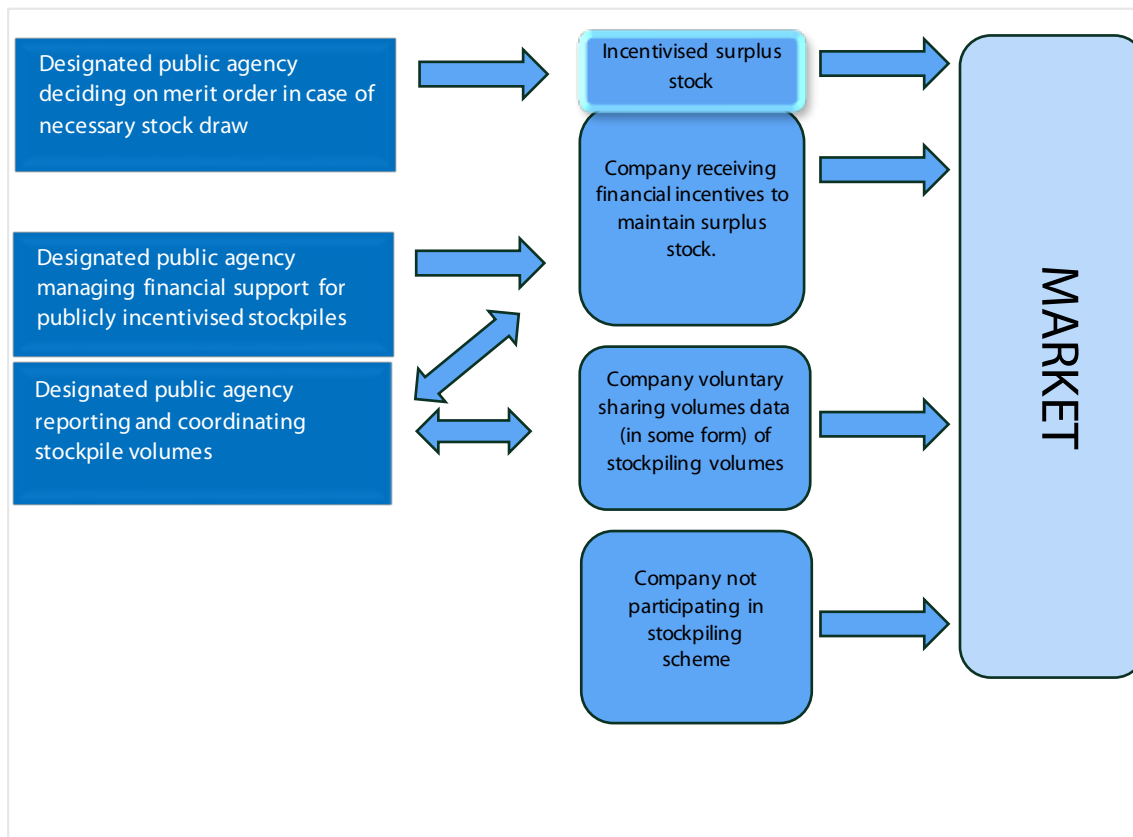 Designated public agency
deciding on merit order in case of
necessary stock draw
Designated public agency
managing financial support for
publicly incentivised stockpiles
Designated public agency
reporting and coordinating
stockpile volumes
Incentivised surplus
stock
Company receiving
financial incentives to
maintain surplus
stock.
Company voluntary
sharing volumes data
(in some form) of
stockpiling volumes
Company not
participating in
stockpiling
scheme
MARKET